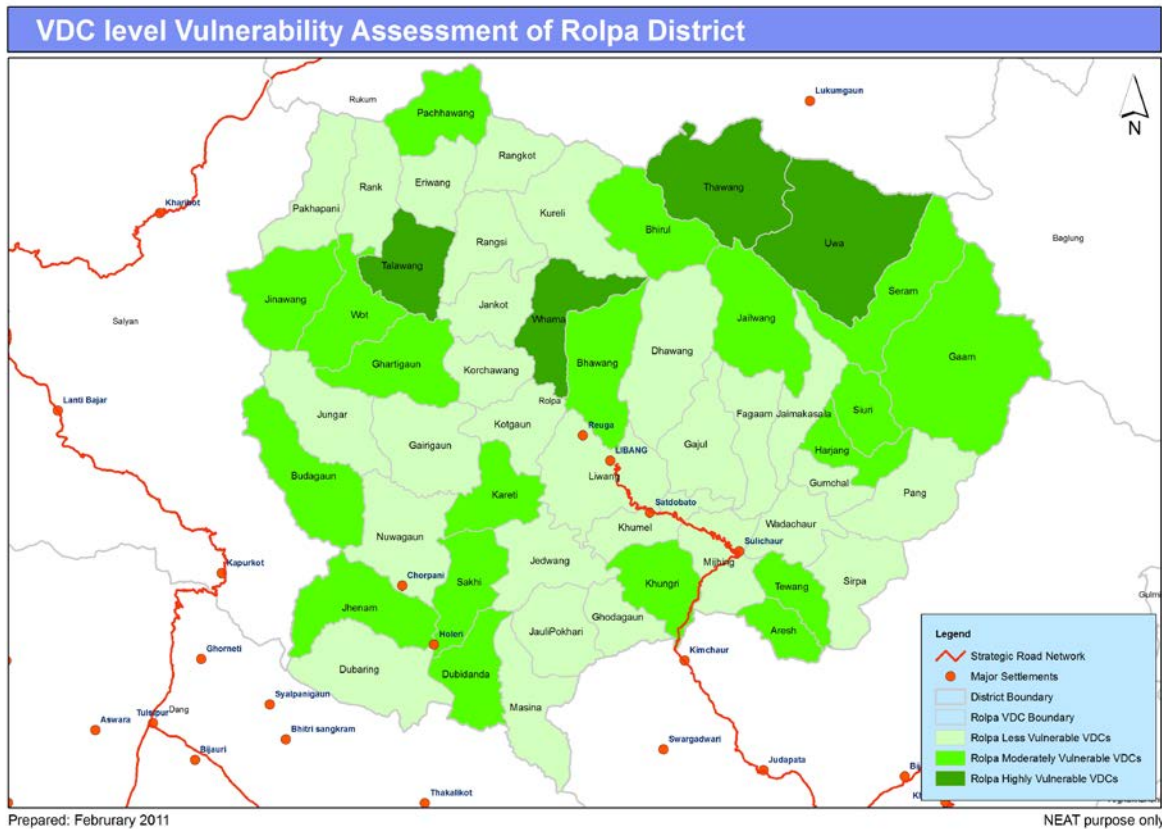 VDC level Vulnerability Assessment of Rolpa District
Lukumgaun
Rukum
Pachhawang
N
Rangkot
Eriwang
Rank
Thawang
Pakhapani
Kharibot
Kureli
Bhirul
Rangsi
Uwa
Baglung
Talawang
Seram
Jinawang
Jankot
Salyan
Wot
Whama
Jailwang
Dhawang
Gaam
Ghartigaun
Bhawang
Korchawang
Lanti Bajar
Rolpa
Jungar
Fagaam
Jaimakasala
Siuri
Kotgaun
Reuga
Gairigaun
Gajul
Harjang
LIBANG
Budagaun
Liwang
Gumchal
Kareti
Pang
Satdobato
Khumel
Wadachaur
Nuwagaun
Sulichaur
Jedwang
Mijhing
Kapurkot
Sakhi
Khungri
Chorpani
Tewang
Sirpa
Jhenam
Ghodagaun
Aresh
JauliPokhari
Holeri
Ghorneti
Dubaring
Dubidanda
Kimchaur
Syalpanigaun
Masina
Dang
Tulsipur
Aswara
Bhitri sangkram
Swargadwari
Bijauri
Judapata
Thakalikot
Legend
Strategic Road Network
Major Settlements
District Boundary
Rolpa VDC Boundary
Rolpa Less Vulnerable VDCs
Rolpa Moderately Vulnerable VDCs
Rolpa Highly Vulnerable VDCs
Prepared: Februrary 2011
NEAT purpose only